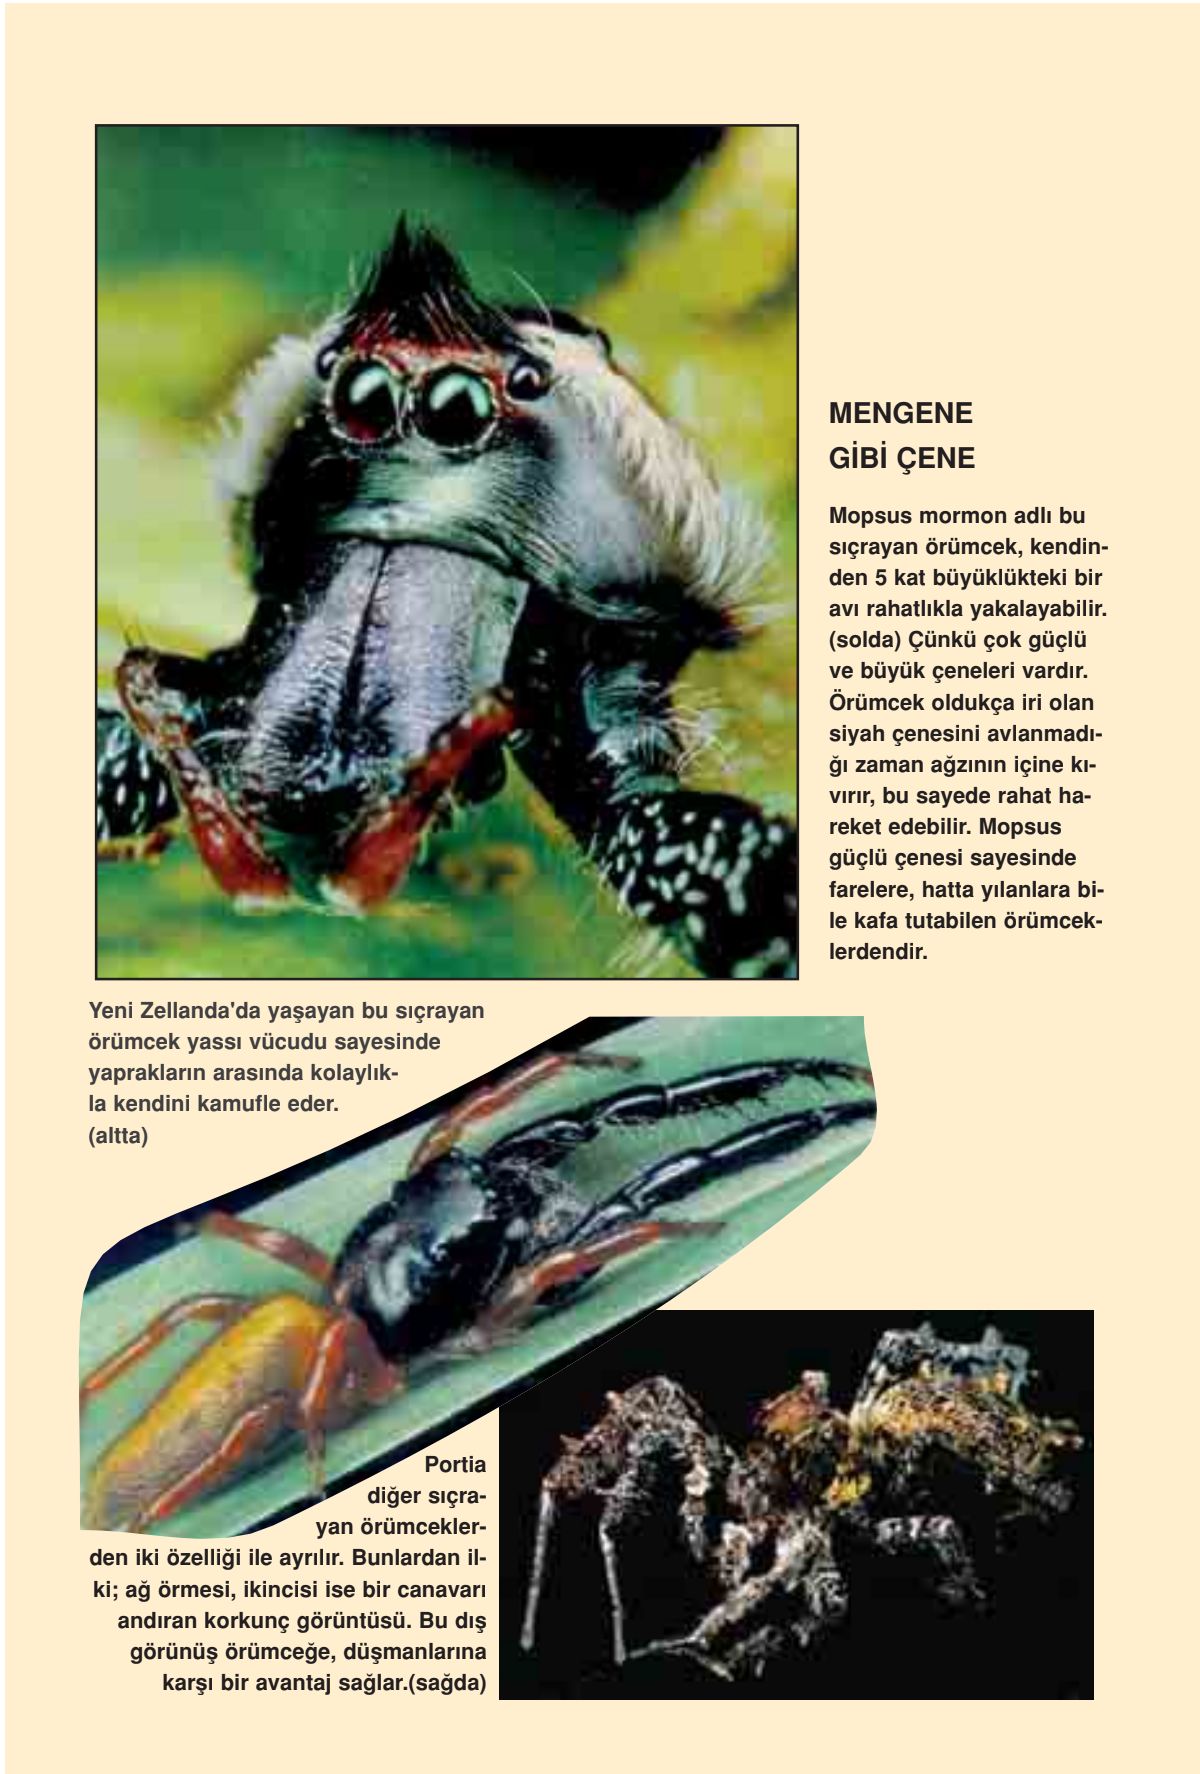 MENGENE
GİBİ ÇENE
Mopsus mormon adlı bu
sıçrayan örümcek, kendin-
den 5 kat büyüklükteki bir
avı rahatlıkla yakalayabilir.
(solda) Çünkü çok güçlü
ve büyük çeneleri vardır.
Örümcek oldukça iri olan
siyah çenesini avlanmadı-
ğı zaman ağzının içine kı-
vırır, bu sayede rahat ha-
reket edebilir. Mopsus
güçlü çenesi sayesinde
farelere, hatta yılanlara bi-
le kafa tutabilen örümcek-
lerdendir.
Yeni Zellanda'da yaşayan bu sıçrayan
örümcek yassı vücudu sayesinde
yaprakların arasında kolaylık-
la kendini kamufle eder.
(altta)
Portia
diğer sıçra-
yan örümcekler-
den iki özelliği ile ayrılır. Bunlardan il-
ki; ağ örmesi, ikincisi ise bir canavarı
andıran korkunç görüntüsü. Bu dış
görünüş örümceğe, düşmanlarına
karşı bir avantaj sağlar.(sağda)